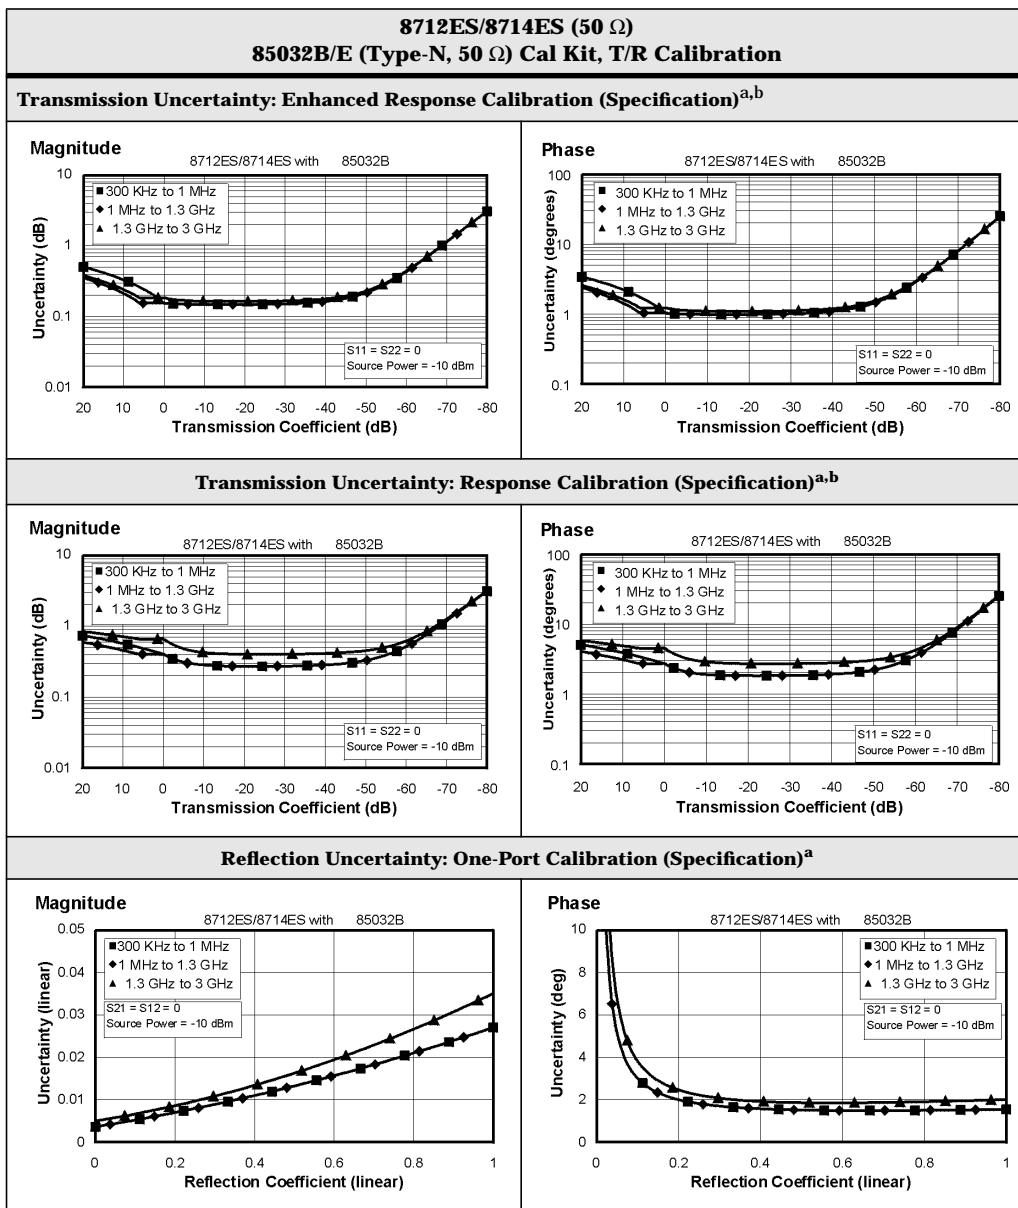 8712ES/8714ES (50 Ω)
85032B/E (Type-N, 50 Ω) Cal Kit, T/R Calibration
Transmission Uncertainty: Enhanced Response Calibration (Specification)a,b
Magnitude
8712ES/8714ES with 85032B
10
1
0.1
0.01
Uncertainty (dB)
300 KHz to 1 MHz
1 MHz to 1.3 GHz
1.3 GHz to 3 GHz
S11 = S22 = 0
Source Power = -10 dBm
20 10 0 -10 -20 -30 -40 -50 -60 -70 -80
Transmission Coefficient (dB)
Phase
8712ES/8714ES with 85032B
100
10
1
0.1
Uncertainty (degrees)
300 KHz to 1 MHz
1 MHz to 1.3 GHz
1.3 GHz to 3 GHz
S11 = S22 = 0
Source Power = -10 dBm
20 10 0 -10 -20 -30 -40 -50 -60 -70 -80
Transmission Coefficient (dB)
Transmission Uncertainty: Response Calibration (Specification)a,b
Magnitude
8712ES/8714ES with 85032B
10
1
0.1
0.01
Uncertainty (dB)
300 KHz to 1 MHz
1 MHz to 1.3 GHz
1.3 GHz to 3 GHz
S11 = S22 = 0
Source Power = -10 dBm
20 10 0 -10 -20 -30 -40 -50 -60 -70 -80
Transmission Coefficient (dB)
Phase
8712ES/8714ES with 85032B
100
10
1
0.1
Uncertainty (degrees)
300 KHz to 1 MHz
1 MHz to 1.3 GHz
1.3 GHz to 3 GHz
S11 = S22 = 0
Source Power = -10 dBm
20 10 0 -10 -20 -30 -40 -50 -60 -70 -80
Transmission Coefficient (dB)
Reflection Uncertainty: One-Port Calibration (Specification)a
Magnitude
8712ES/8714ES with 85032B
0.05
0.04
0.03
0.02
0.01
0
Uncertainty (linear)
300 KHz to 1 MHz
1 MHz to 1.3 GHz
1.3 GHz to 3 GHz
S21 = S12 = 0
Source Power = -10 dBm
0 0.2 0.4 0.6 0.8 1
Reflection Coefficient (linear)
Phase
8712ES/8714ES with 85032B
10
8
6
4
2
0
Uncertainty (deg)
300 KHz to 1 MHz
1 MHz to 1.3 GHz
1.3 GHz to 3 GHz
S21 = S12 = 0
Source Power = -10 dBm
0 0.2 0.4 0.6 0.8 1
Reflection Coefficient (linear)